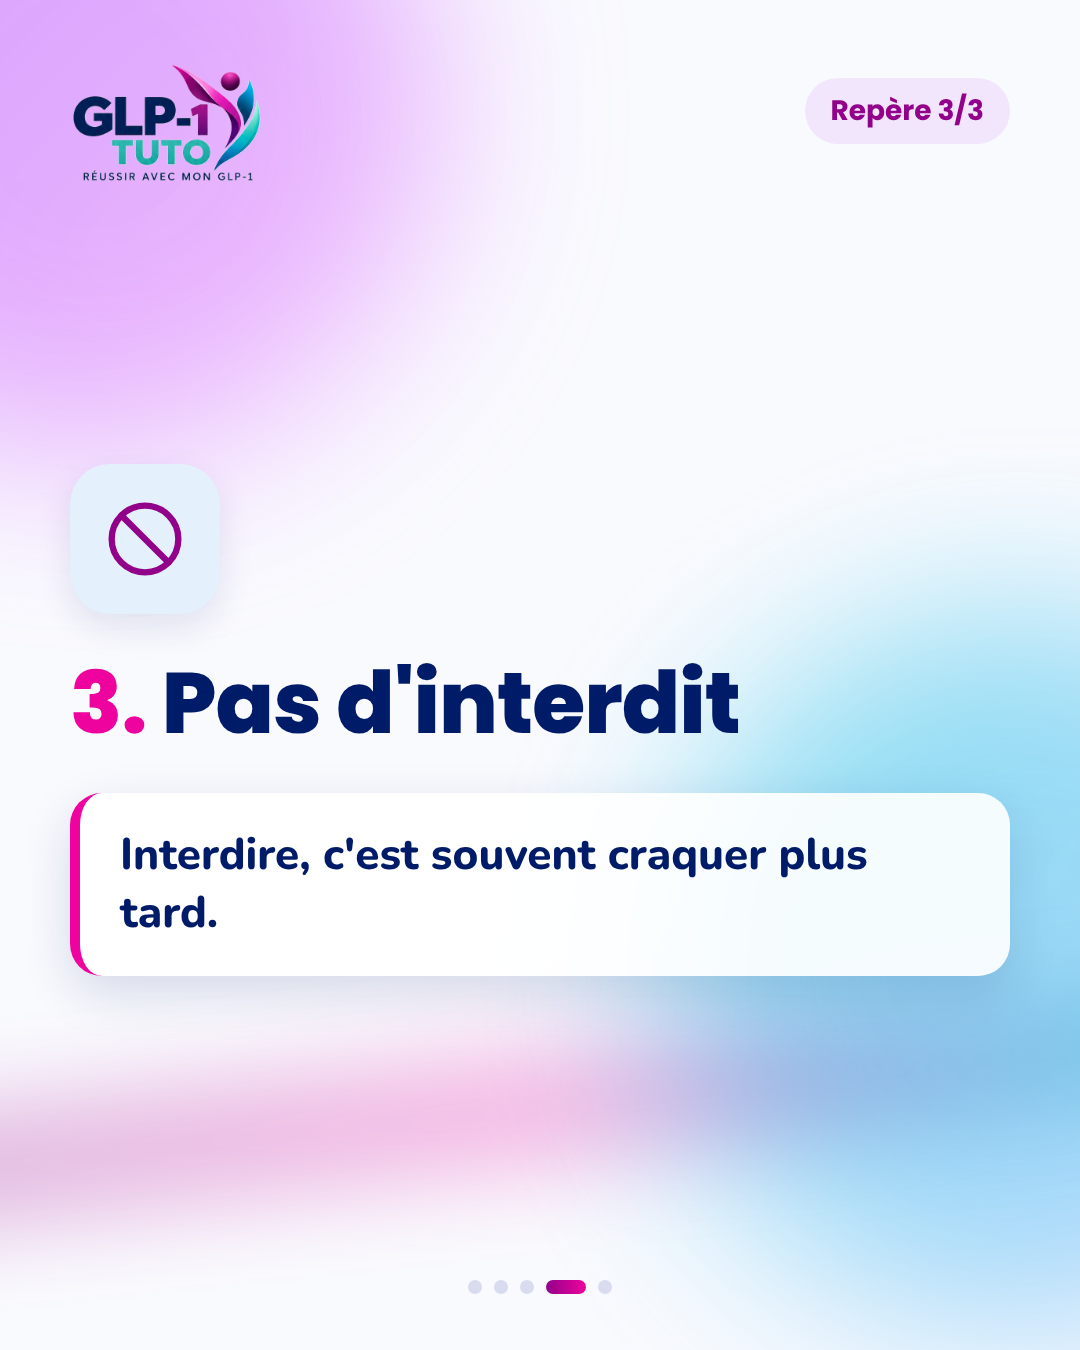 GLP-1
TUTO
RÉUSSIR AVEC MON GLP-1
Repère 3/3
3. Pas d'interdit
Interdire, c'est souvent craquer plus
tard.